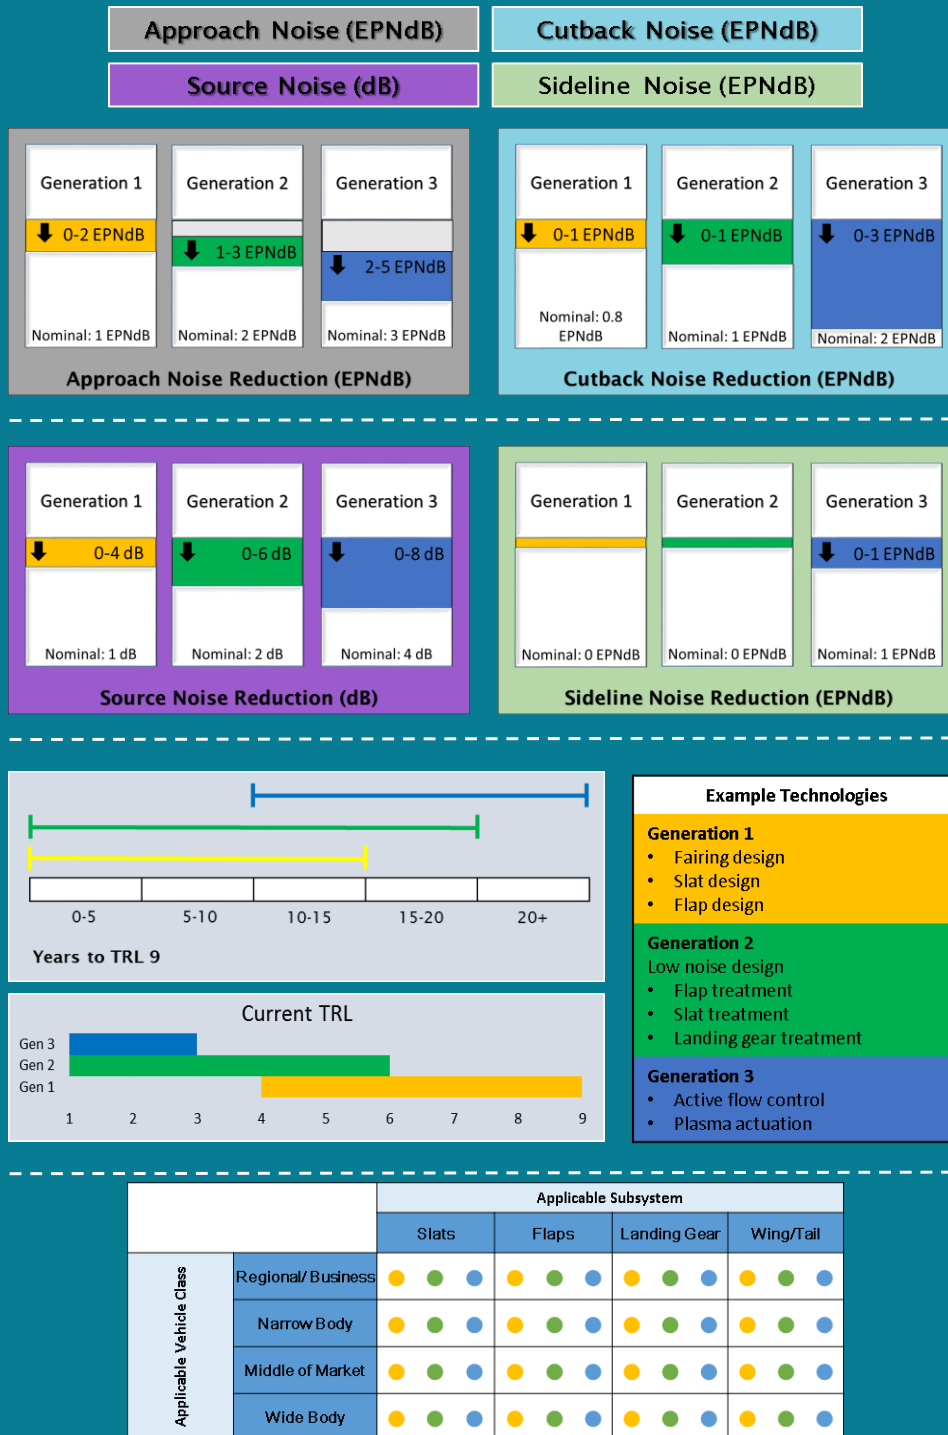 Approach Noise (EPNdB)
Cutback Noise (EPNdB)
Source Noise (dB)
Sideline Noise (EPNdB)
Generation 1
Generation 2
Generation 3
0-2 EPNdB
1-3 EPNdB
2-5 EPNdB
Nominal: 1 EPNdB
Nominal: 2 EPNdB
Nominal: 3 EPNdB
Approach Noise Reduction (EPNdB)
Generation 1
Generation 2
Generation 3
0-1 EPNdB
0-1 EPNdB
0-3 EPNdB
Nominal: 0.8
EPNdB
Nominal: 1 EPNdB
Nominal: 2 EPNdB
Cutback Noise Reduction (EPNdB)
Generation 1
Generation 2
Generation 3
0-4 dB
0-6 dB
0-8 dB
Nominal: 1 dB
Nominal: 2 dB
Nominal: 4 dB
Source Noise Reduction (dB)
Generation 1
Generation 2
Generation 3
0-1 EPNdB
Nominal: 0 EPNdB
Nominal: 0 EPNdB
Nominal: 1 EPNdB
Sideline Noise Reduction (EPNdB)
0-5
5-10
10-15
15-20
20+
Years to TRL 9
Current TRL
Gen 3
Gen 2
Gen 1
1 2 3 4 5 6 7 8 9
Example Technologies
Generation 1
• Fairing design
• Slat design
• Flap design
Generation 2
Low noise design
• Flap treatment
• Slat treatment
• Landing gear treatment
Generation 3
• Active flow control
• Plasma actuation
Applicable Subsystem
Slats
Flaps
Landing Gear
Wing/Tail
Applicable Vehicle Class
Regional/ Business
Narrow Body
Middle of Market
Wide Body